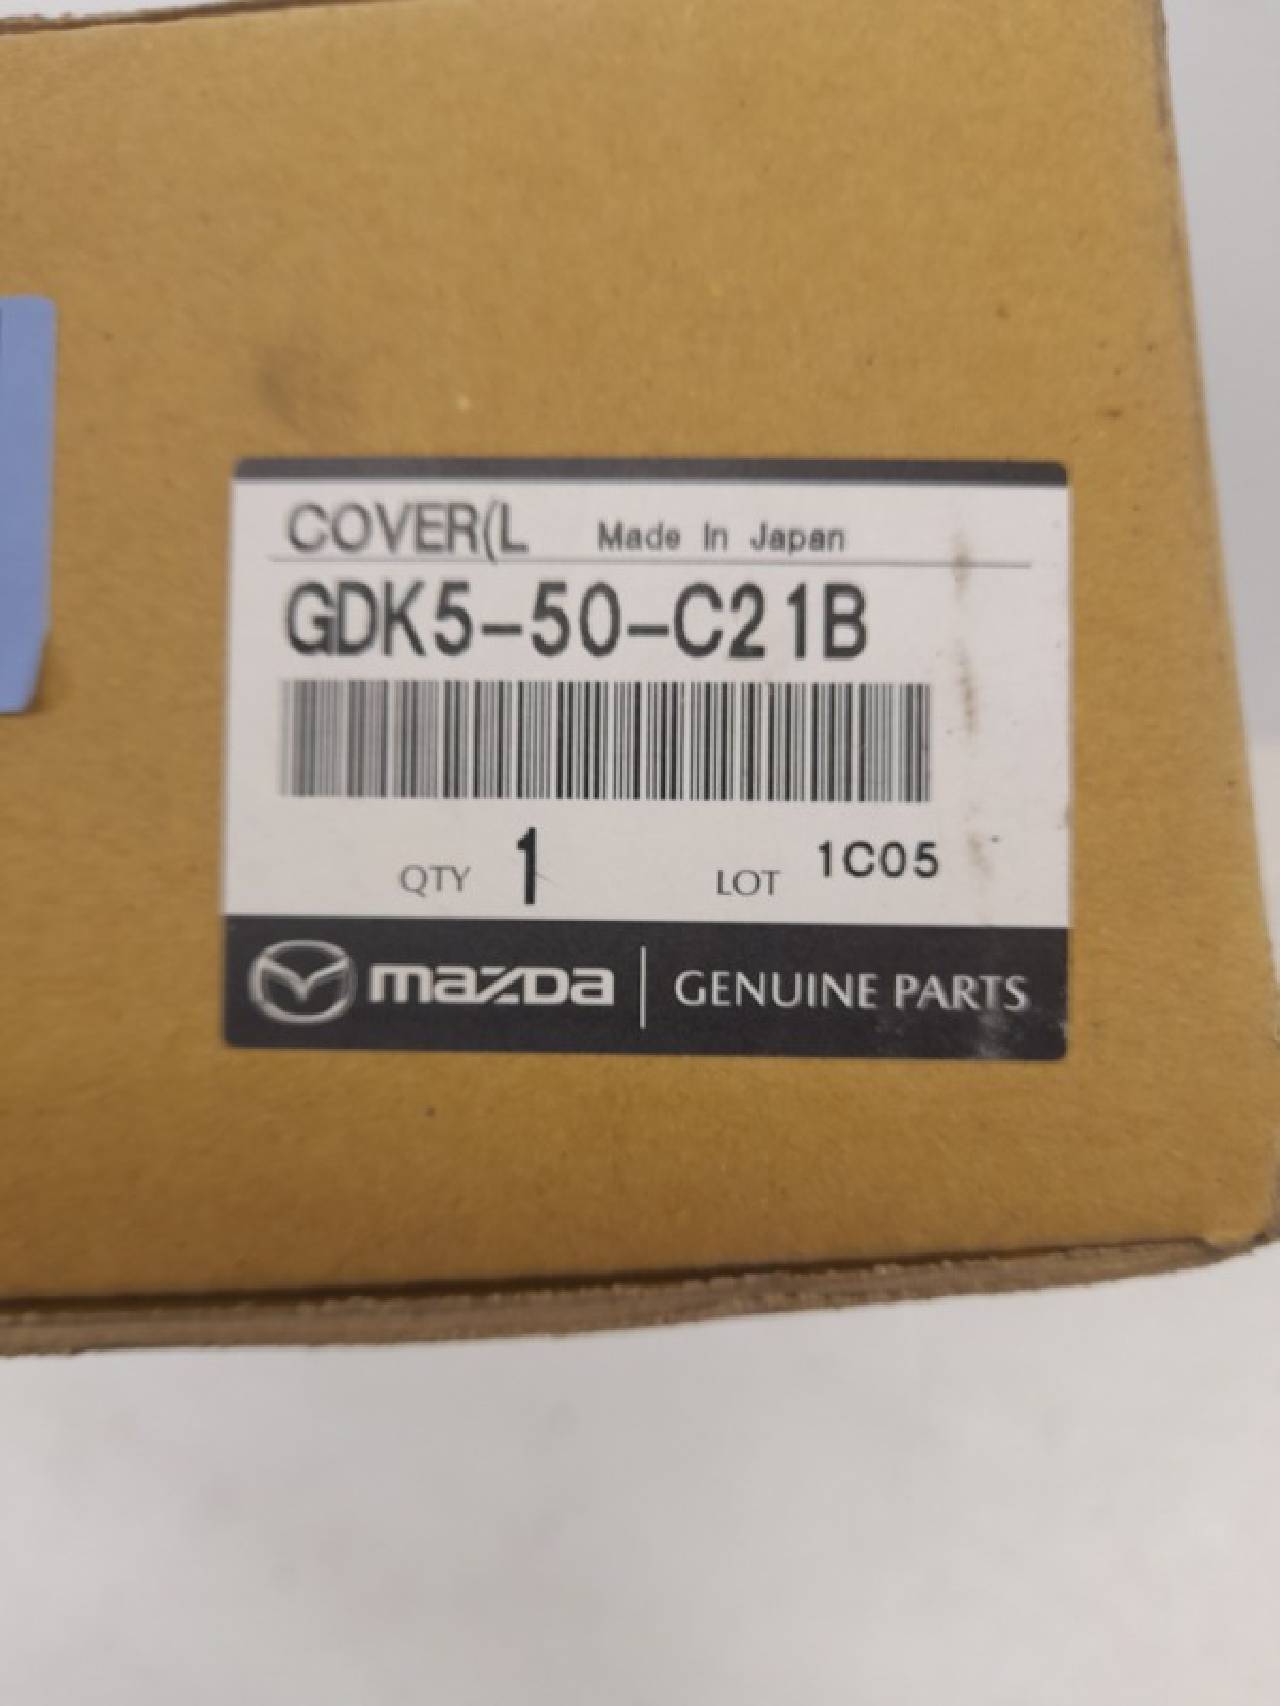 COVER(L Made In Japan
GDK5-50-C21B
QTY 1 LOT 1C05
mazda GENUINE PARTS